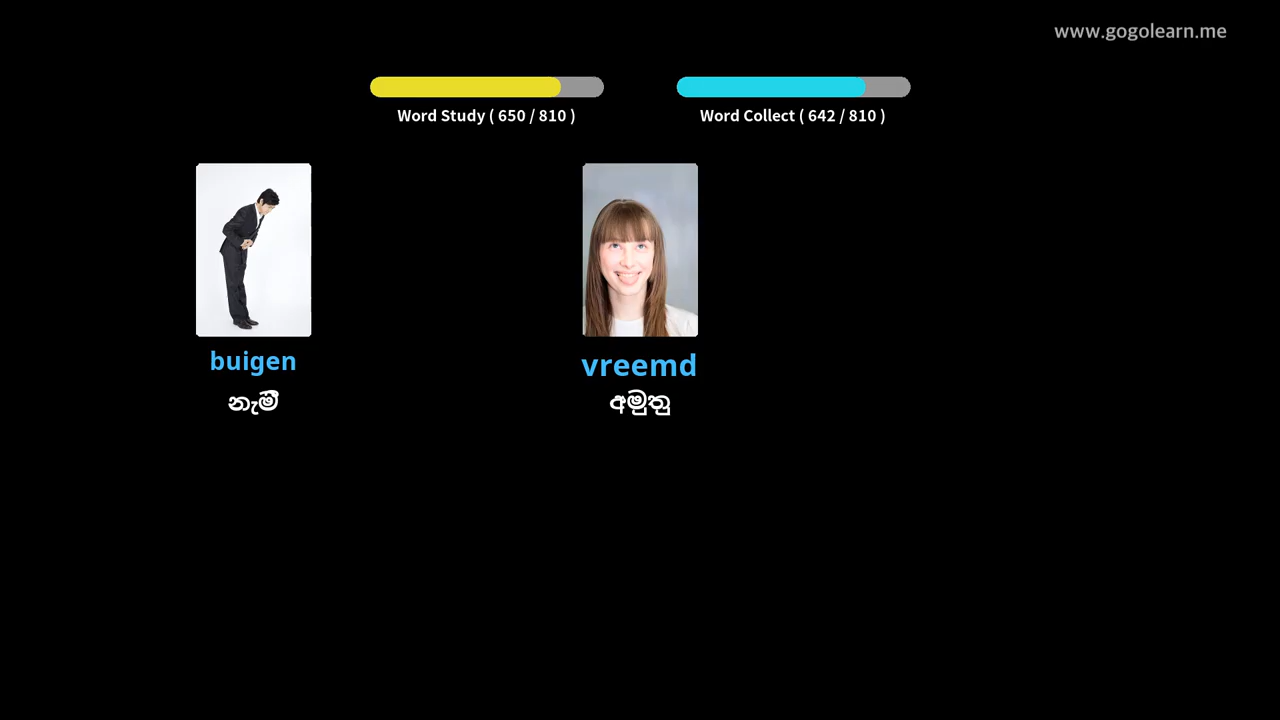 www.gogolearn.me
Word Study ( 650 / 810 )
Word Collect ( 642 / 810 )
buigen
vreemd
නැමී
අමුතු